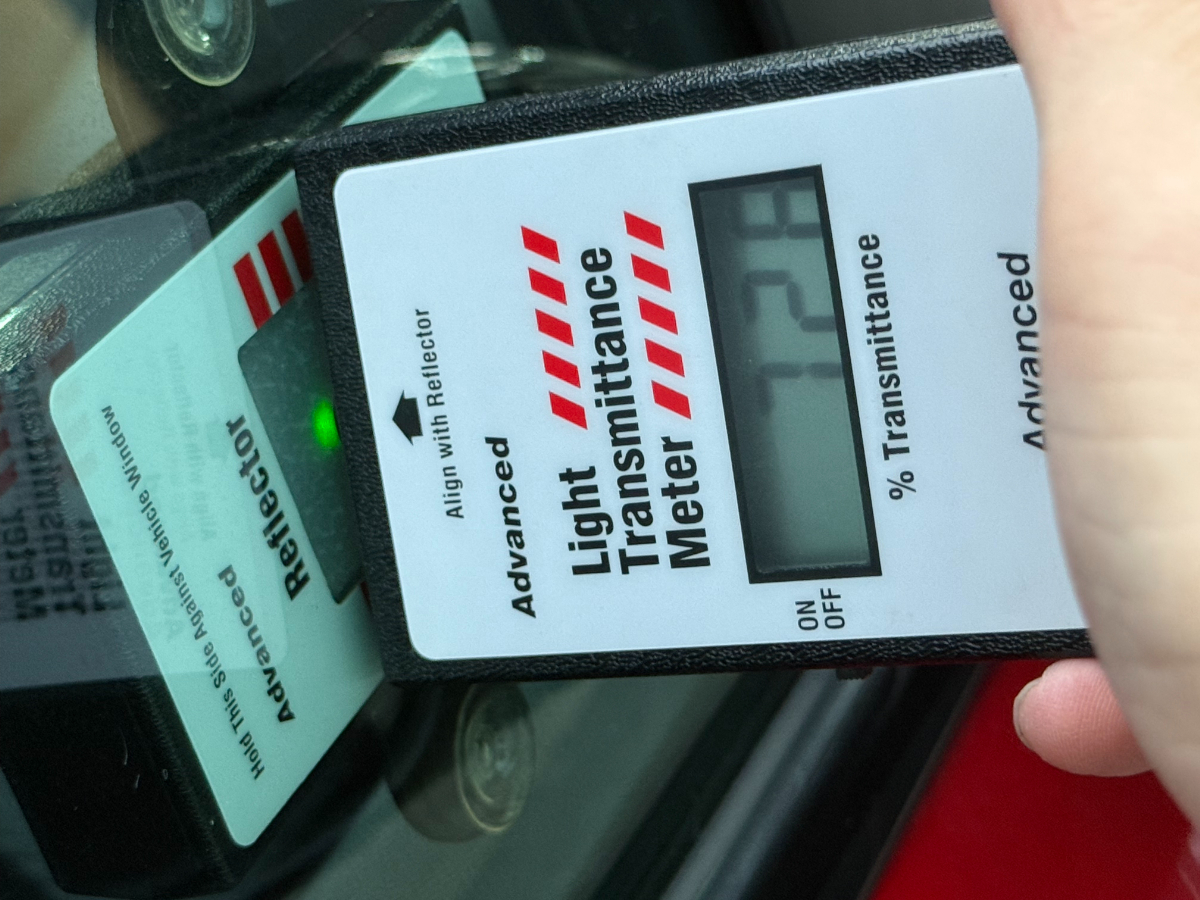 Hold This Side Against Vehicle Window
Advanced
Reflector
Align with Reflector
Advanced
Light
Transmittance
Meter
ON
OFF
% Transmittance
Advanced